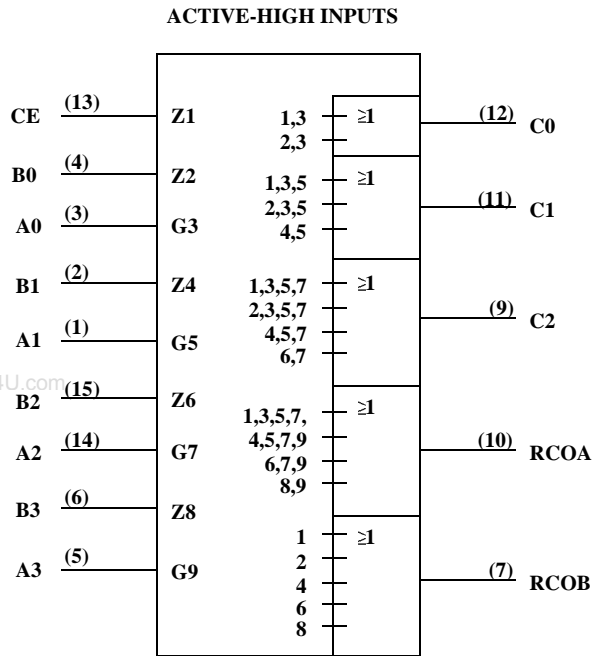 ACTIVE-HIGH INPUTS
CE (13) Z1 1,3 ≥1 (12) C0
2,3
B0 (4) Z2 1,3,5 ≥1
2,3,5 (11) C1
A0 (3) G3 4,5
B1 (2) Z4 1,3,5,7 ≥1
2,3,5,7 (9) C2
4,5,7
A1 (1) G5 6,7
4U.com
B2 (15) Z6 1,3,5,7, ≥1
4,5,7,9
A2 (14) G7 6,7,9 (10) RCOA
8,9
B3 (6) Z8
1 ≥1
2
A3 (5) G9 4 (7) RCOB
6
8